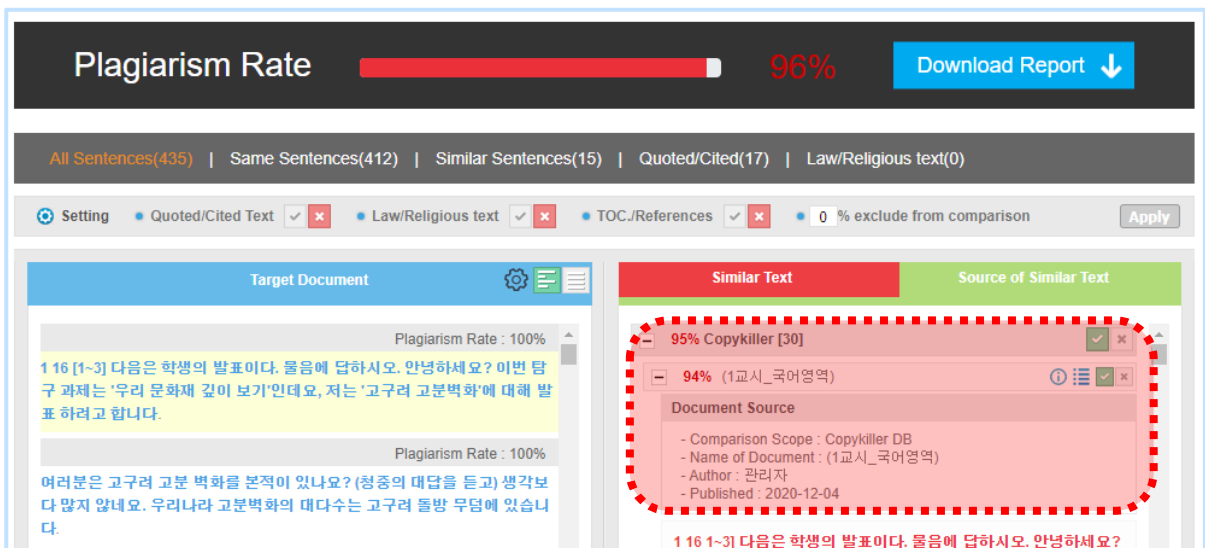 Plagiarism Rate 96% Download Report
All Sentences(435) | Same Sentences(412) | Similar Sentences(15) | Quoted/Cited(17) | Law/Religious text(0)
Setting Quoted/Cited Text Law/Religious text TOC./References 0 % exclude from comparison Apply
Target Document
Plagiarism Rate : 100%
1 16 [1~3] 다음은 학생의 발표이다. 물음에 답하시오. 안녕하세요? 이번 탐
구 과제는 '우리 문화재 깊이 보기'인데요, 저는 '고구려 고분벽화'에 대해 발
표 하려고 합니다.
Plagiarism Rate : 100%
여러분은 고구려 고분 벽화를 본적이 있나요? (청중의 대답을 듣고) 생각보
다 많지 않네요. 우리나라 고분벽화의 대다수는 고구려 돌방 무덤에 있습니
다.
Similar Text Source of Similar Text
95% Copykiller [30]
94% (1교시_국어영역)
Document Source
- Comparison Scope : Copykiller DB
- Name of Document : (1교시_국어영역)
- Author : 관리자
- Published : 2020-12-04
1 16 1~3] 다음은 학생의 발표이다. 물음에 답하시오. 안녕하세요?